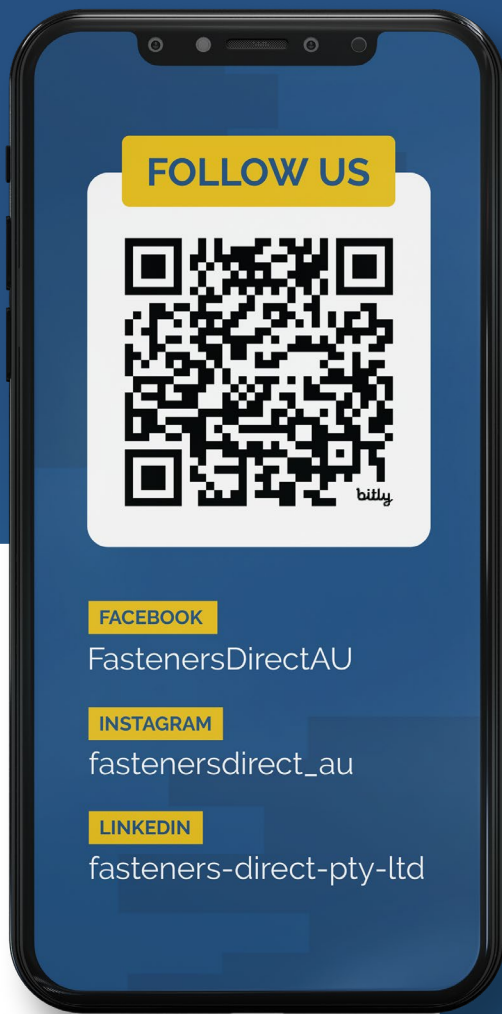 FOLLOW US
bitly
FACEBOOK
FastenersDirectAU
INSTAGRAM
fastenersdirect_au
LINKEDIN
fasteners-direct-pty-ltd